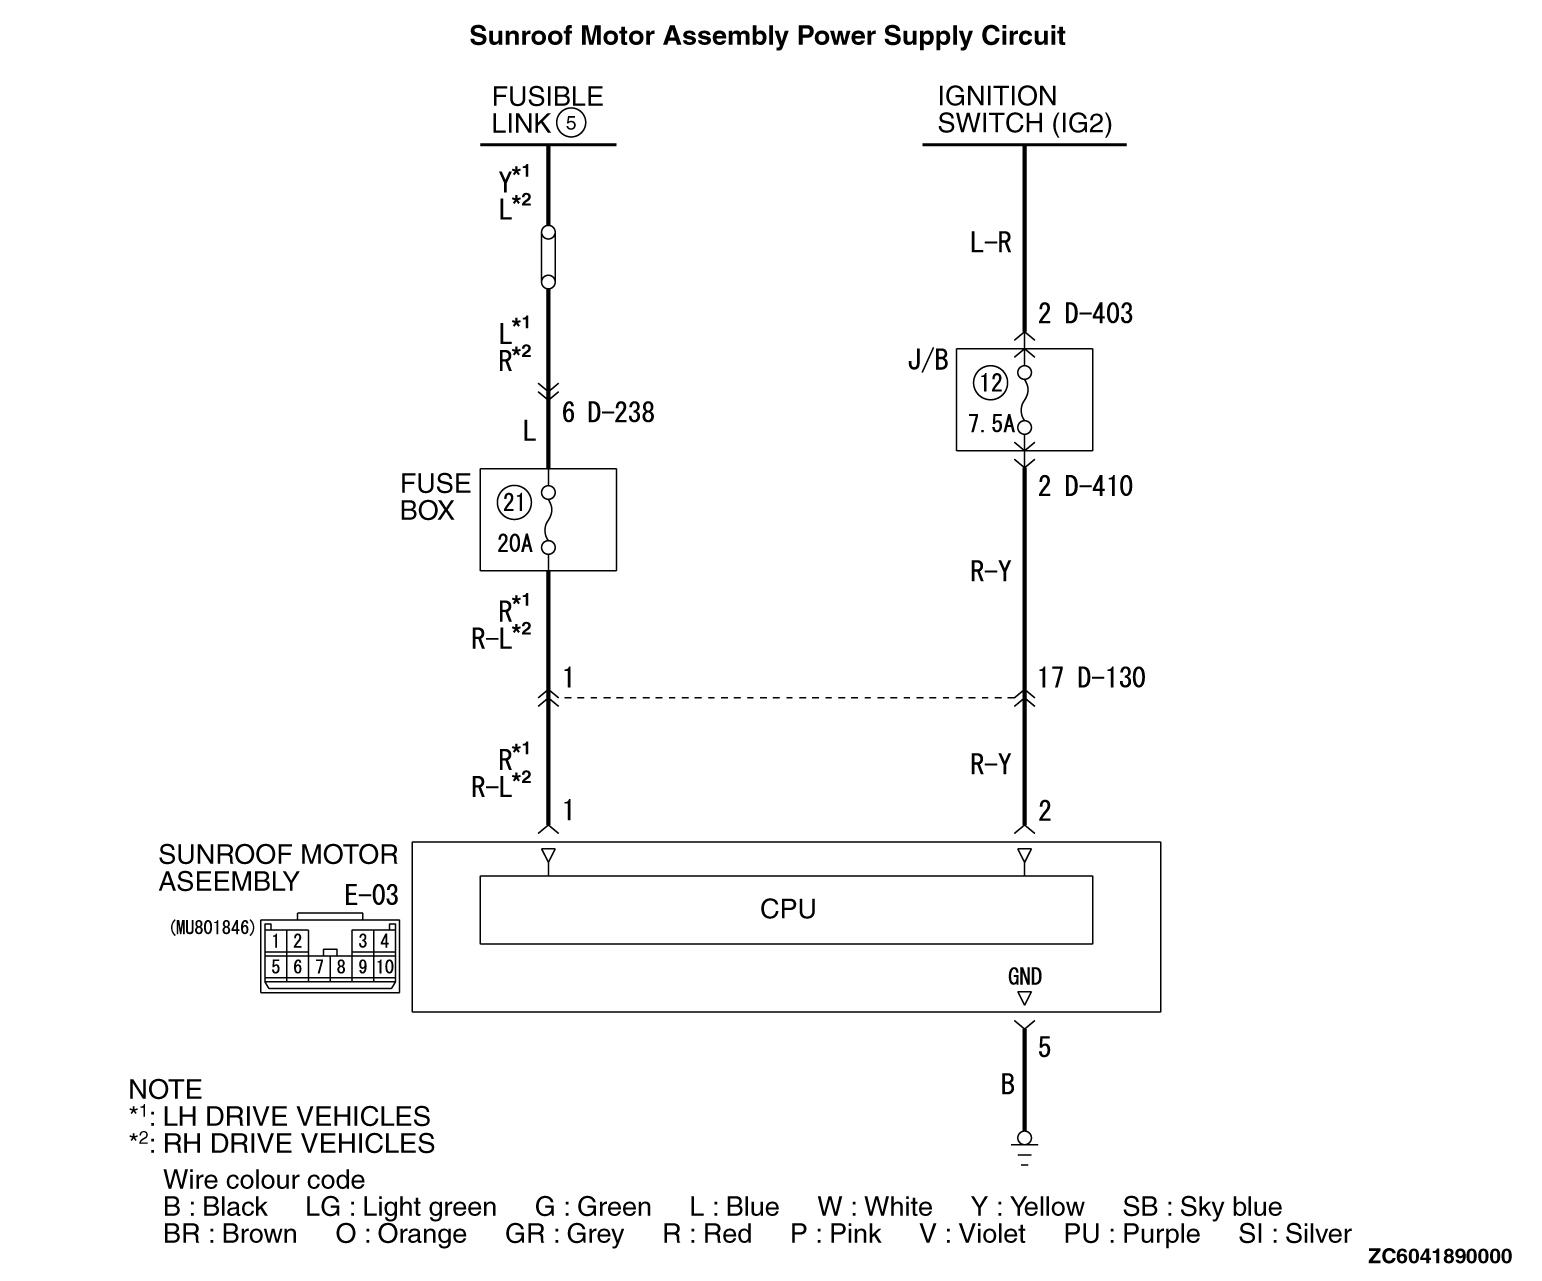 Sunroof Motor Assembly Power Supply Circuit
FUSIBLE
LINK 5
IGNITION
SWITCH (IG2)
Y*1
L*2
L-R
L*1
R*2
2 D-403
J/B
12
7.5A
6 D-238
L
FUSE
BOX
21
20A
2 D-410
R-Y
R*1
R-L*2
1
17 D-130
R*1
R-L*2
R-Y
1
2
SUNROOF MOTOR
ASEEMBLY
E-03
(MU801846)
1 2 3 4
5 6 7 8 9 10
CPU
GND
5
B
NOTE
*1: LH DRIVE VEHICLES
*2: RH DRIVE VEHICLES
Wire colour code
B : Black LG : Light green G : Green L : Blue W : White Y : Yellow SB : Sky blue
BR : Brown O : Orange GR : Grey R : Red P : Pink V : Violet PU : Purple SI : Silver
ZC6041890000